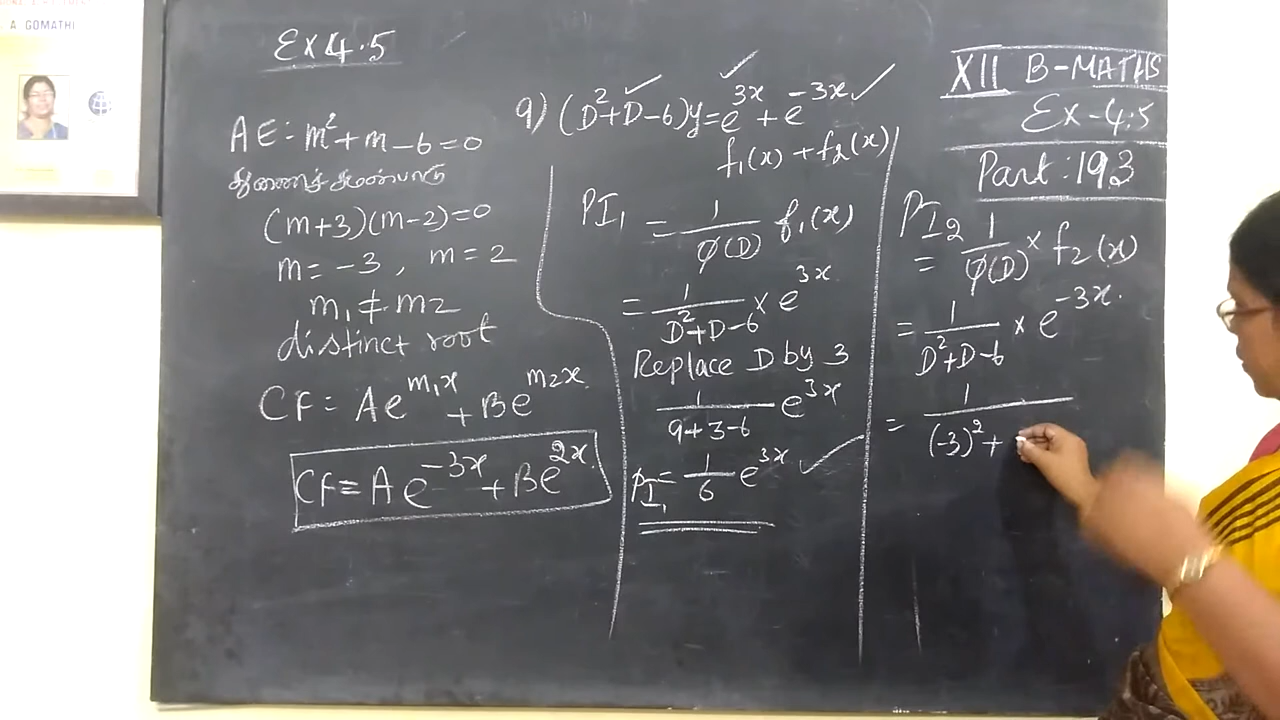 A GOMATHI
Ex 4.5
XII B-MATHS
Ex-4.5
Part: 193
9) (D²+D-6)y = e^{3x} + e^{-3x}
f₁(x) + f₂(x)
AE: m² + m - 6 = 0
துணைச் சமன்பாடு
(m+3)(m-2) = 0
m = -3, m = 2
m₁ ≠ m₂
distinct root
CF = Ae^{m₁x} + Be^{m₂x}
CF = Ae^{-3x} + Be^{2x}
PI₁ = 1/φ(D) f₁(x)
= 1/(D²+D-6) × e^{3x}
Replace D by 3
1/(9+3-6) e^{3x}
PI₁ = 1/6 e^{3x}
PI₂
= 1/φ(D) × f₂(x)
= 1/(D²+D-6) × e^{-3x}
= 1/((-3)²+